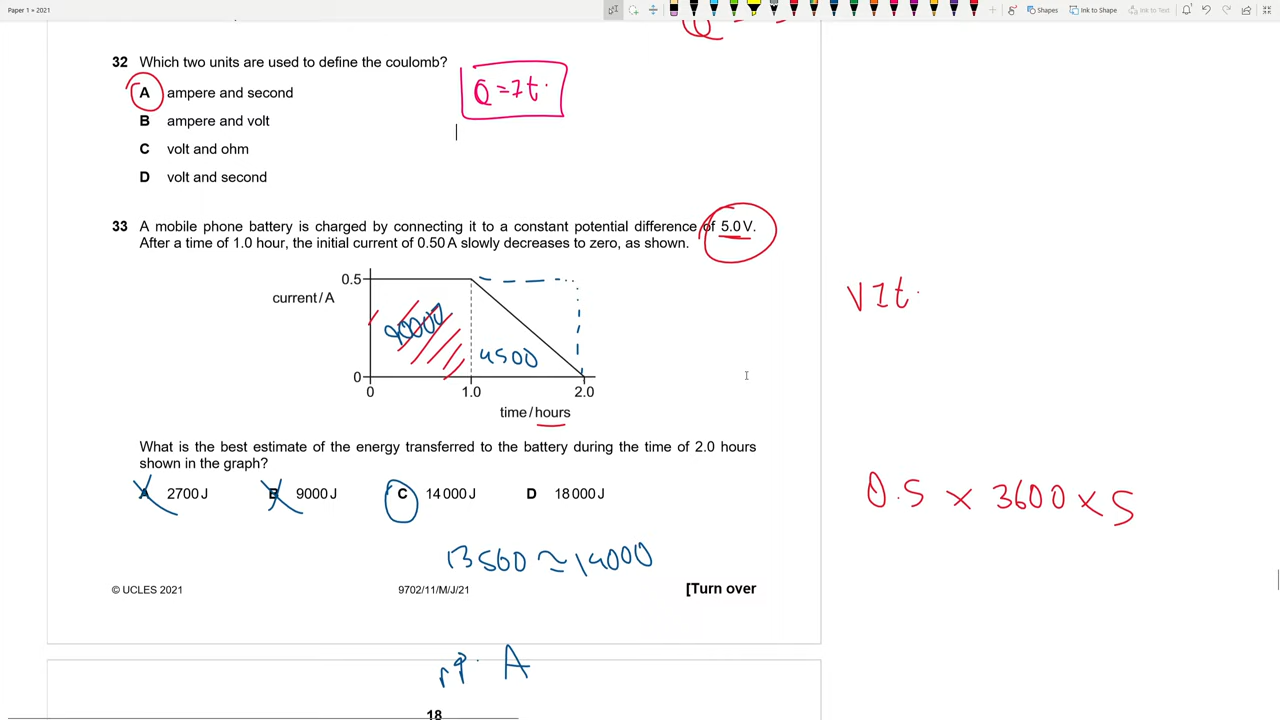 Paper 1 + 2021
Shapes
Ink to Shape
Ink to Text
32 Which two units are used to define the coulomb?
A ampere and second
B ampere and volt
C volt and ohm
D volt and second
Q = I t.
33 A mobile phone battery is charged by connecting it to a constant potential difference of 5.0 V.
After a time of 1.0 hour, the initial current of 0.50 A slowly decreases to zero, as shown.
0.5
current / A
0
0 1.0 2.0
time / hours
4500
V I t.
What is the best estimate of the energy transferred to the battery during the time of 2.0 hours
shown in the graph?
A 2700 J B 9000 J C 14 000 J D 18 000 J
0.5 × 3600 × 5
13560 ≃ 14000
© UCLES 2021 9702/11/M/J/21 [Turn over
A
18